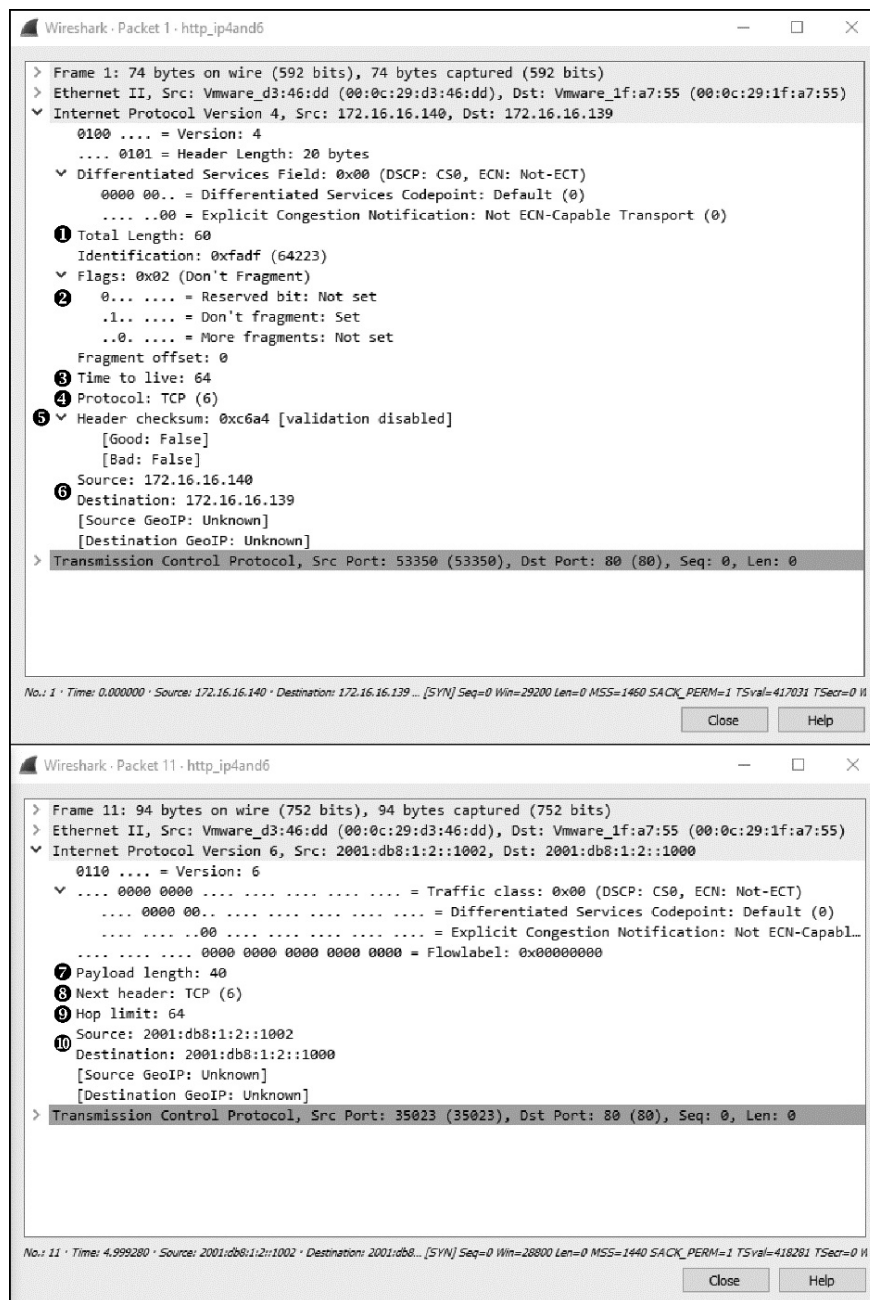 Wireshark · Packet 1 · http_ip4and6
Frame 1: 74 bytes on wire (592 bits), 74 bytes captured (592 bits)
Ethernet II, Src: Vmware_d3:46:dd (00:0c:29:d3:46:dd), Dst: Vmware_1f:a7:55 (00:0c:29:1f:a7:55)
Internet Protocol Version 4, Src: 172.16.16.140, Dst: 172.16.16.139
0100 .... = Version: 4
.... 0101 = Header Length: 20 bytes
Differentiated Services Field: 0x00 (DSCP: CS0, ECN: Not-ECT)
0000 00.. = Differentiated Services Codepoint: Default (0)
.... ..00 = Explicit Congestion Notification: Not ECN-Capable Transport (0)
❶ Total Length: 60
Identification: 0xfadf (64223)
Flags: 0x02 (Don't Fragment)
❷ 0... .... = Reserved bit: Not set
.1.. .... = Don't fragment: Set
..0. .... = More fragments: Not set
Fragment offset: 0
❸ Time to live: 64
❹ Protocol: TCP (6)
❺ Header checksum: 0xc6a4 [validation disabled]
[Good: False]
[Bad: False]
Source: 172.16.16.140
❻ Destination: 172.16.16.139
[Source GeoIP: Unknown]
[Destination GeoIP: Unknown]
Transmission Control Protocol, Src Port: 53350 (53350), Dst Port: 80 (80), Seq: 0, Len: 0
No.: 1 · Time: 0.000000 · Source: 172.16.16.140 · Destination: 172.16.16.139 ... [SYN] Seq=0 Win=29200 Len=0 MSS=1460 SACK_PERM=1 TSval=417031 TSecr=0 W
Close Help
Wireshark · Packet 11 · http_ip4and6
Frame 11: 94 bytes on wire (752 bits), 94 bytes captured (752 bits)
Ethernet II, Src: Vmware_d3:46:dd (00:0c:29:d3:46:dd), Dst: Vmware_1f:a7:55 (00:0c:29:1f:a7:55)
Internet Protocol Version 6, Src: 2001:db8:1:2::1002, Dst: 2001:db8:1:2::1000
0110 .... = Version: 6
.... 0000 0000 .... .... .... .... .... = Traffic class: 0x00 (DSCP: CS0, ECN: Not-ECT)
.... 0000 00.. .... .... .... .... .... = Differentiated Services Codepoint: Default (0)
.... .... ..00 .... .... .... .... .... = Explicit Congestion Notification: Not ECN-Capabl...
.... .... .... 0000 0000 0000 0000 0000 = Flowlabel: 0x00000000
❼ Payload length: 40
❽ Next header: TCP (6)
❾ Hop limit: 64
Source: 2001:db8:1:2::1002
❿ Destination: 2001:db8:1:2::1000
[Source GeoIP: Unknown]
[Destination GeoIP: Unknown]
Transmission Control Protocol, Src Port: 35023 (35023), Dst Port: 80 (80), Seq: 0, Len: 0
No.: 11 · Time: 4.999280 · Source: 2001:db8:1:2::1002 · Destination: 2001:db8... [SYN] Seq=0 Win=28800 Len=0 MSS=1440 SACK_PERM=1 TSval=418281 TSecr=0 W
Close Help